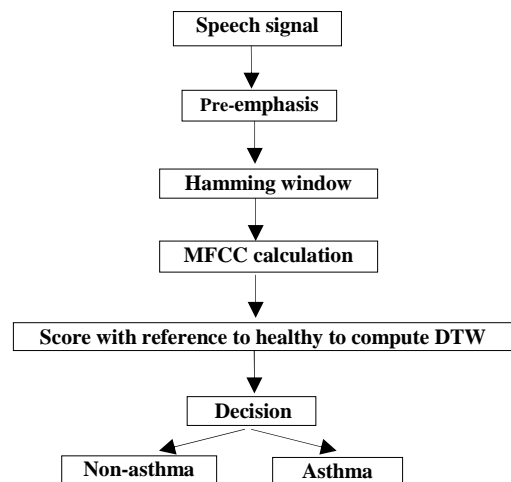 Speech signal
Pre-emphasis
Hamming window
MFCC calculation
Score with reference to healthy to compute DTW
Decision
Non-asthma
Asthma